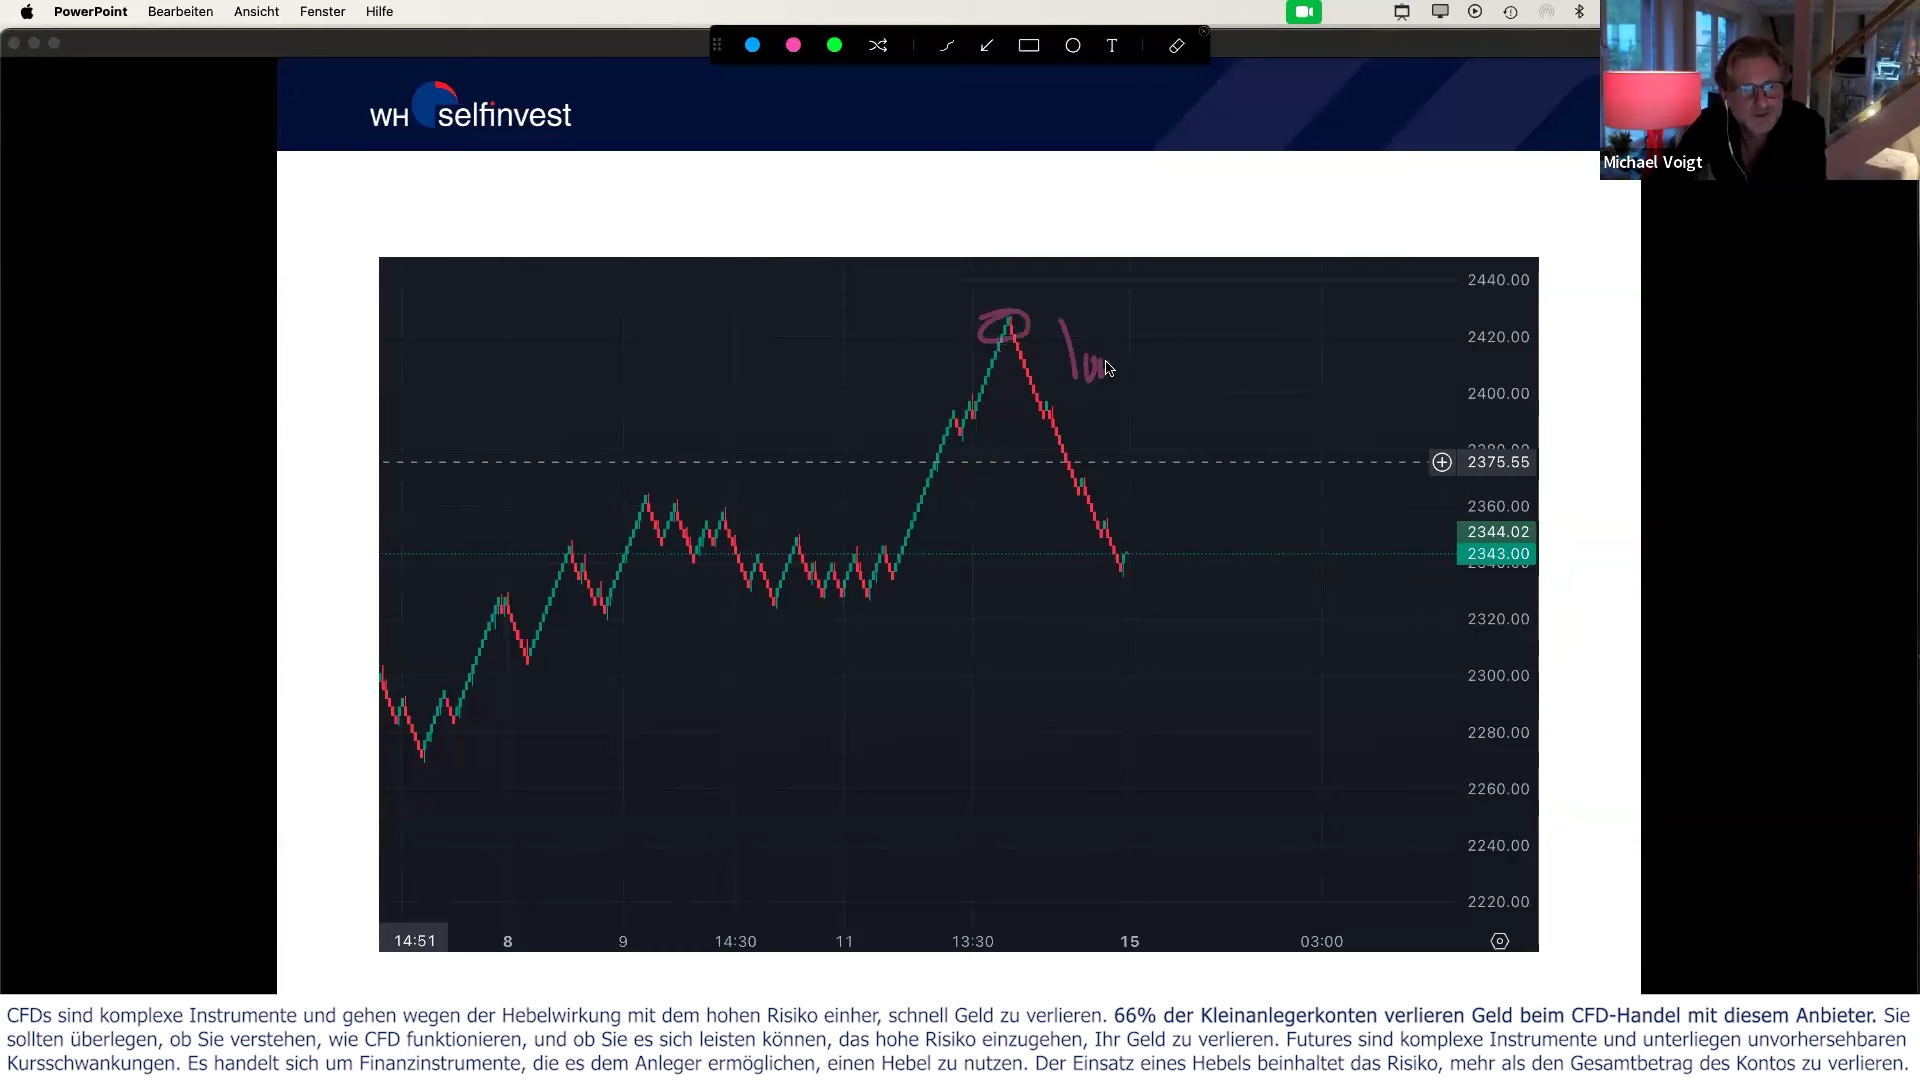 PowerPoint Bearbeiten Ansicht Fenster Hilfe
T
WH selfinvest
Michael Voigt
2440.00
2420.00
2400.00
2380.00
2375.55
2360.00
2344.02
2343.00
2340.00
2320.00
2300.00
2280.00
2260.00
2240.00
2220.00
14:51 8 9 14:30 11 13:30 15 03:00
CFDs sind komplexe Instrumente und gehen wegen der Hebelwirkung mit dem hohen Risiko einher, schnell Geld zu verlieren. 66% der Kleinanlegerkonten verlieren Geld beim CFD-Handel mit diesem Anbieter. Sie
sollten überlegen, ob Sie verstehen, wie CFD funktionieren, und ob Sie es sich leisten können, das hohe Risiko einzugehen, Ihr Geld zu verlieren. Futures sind komplexe Instrumente und unterliegen unvorhersehbaren
Kursschwankungen. Es handelt sich um Finanzinstrumente, die es dem Anleger ermöglichen, einen Hebel zu nutzen. Der Einsatz eines Hebels beinhaltet das Risiko, mehr als den Gesamtbetrag des Kontos zu verlieren.